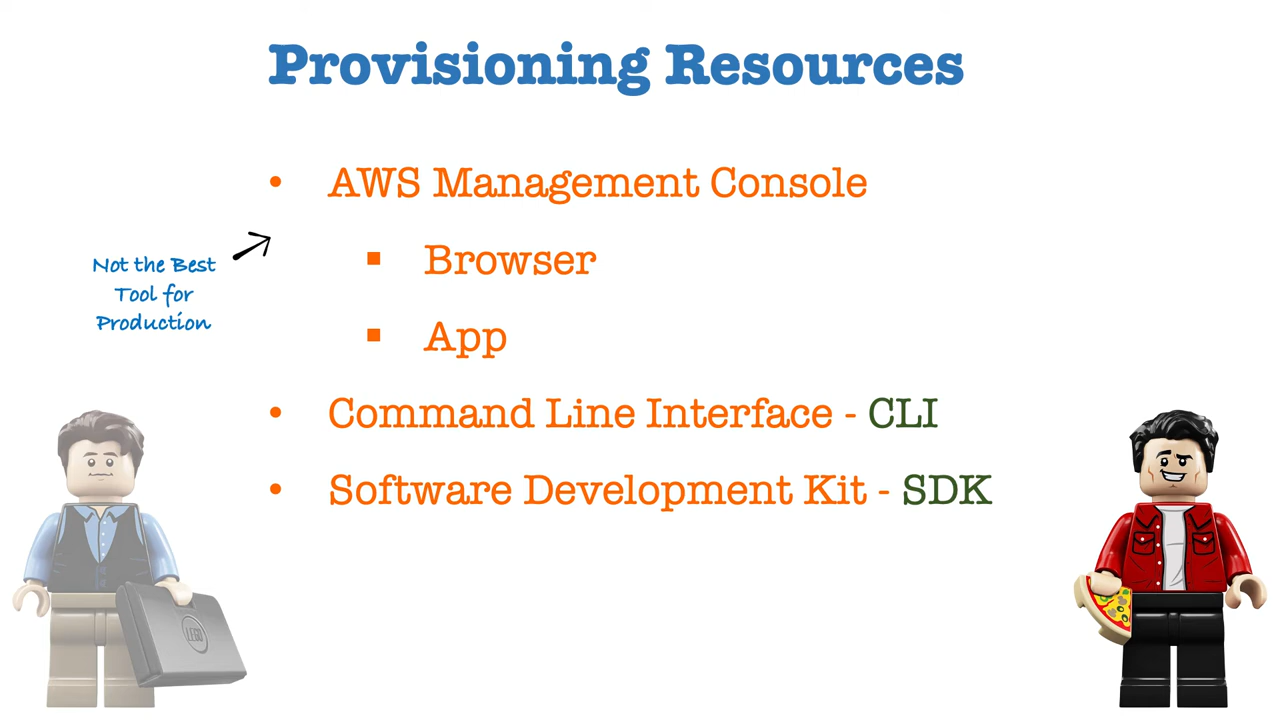 Provisioning Resources
• AWS Management Console
Not the Best
Tool for
Production
▪ Browser
▪ App
• Command Line Interface - CLI
• Software Development Kit - SDK
LEGO